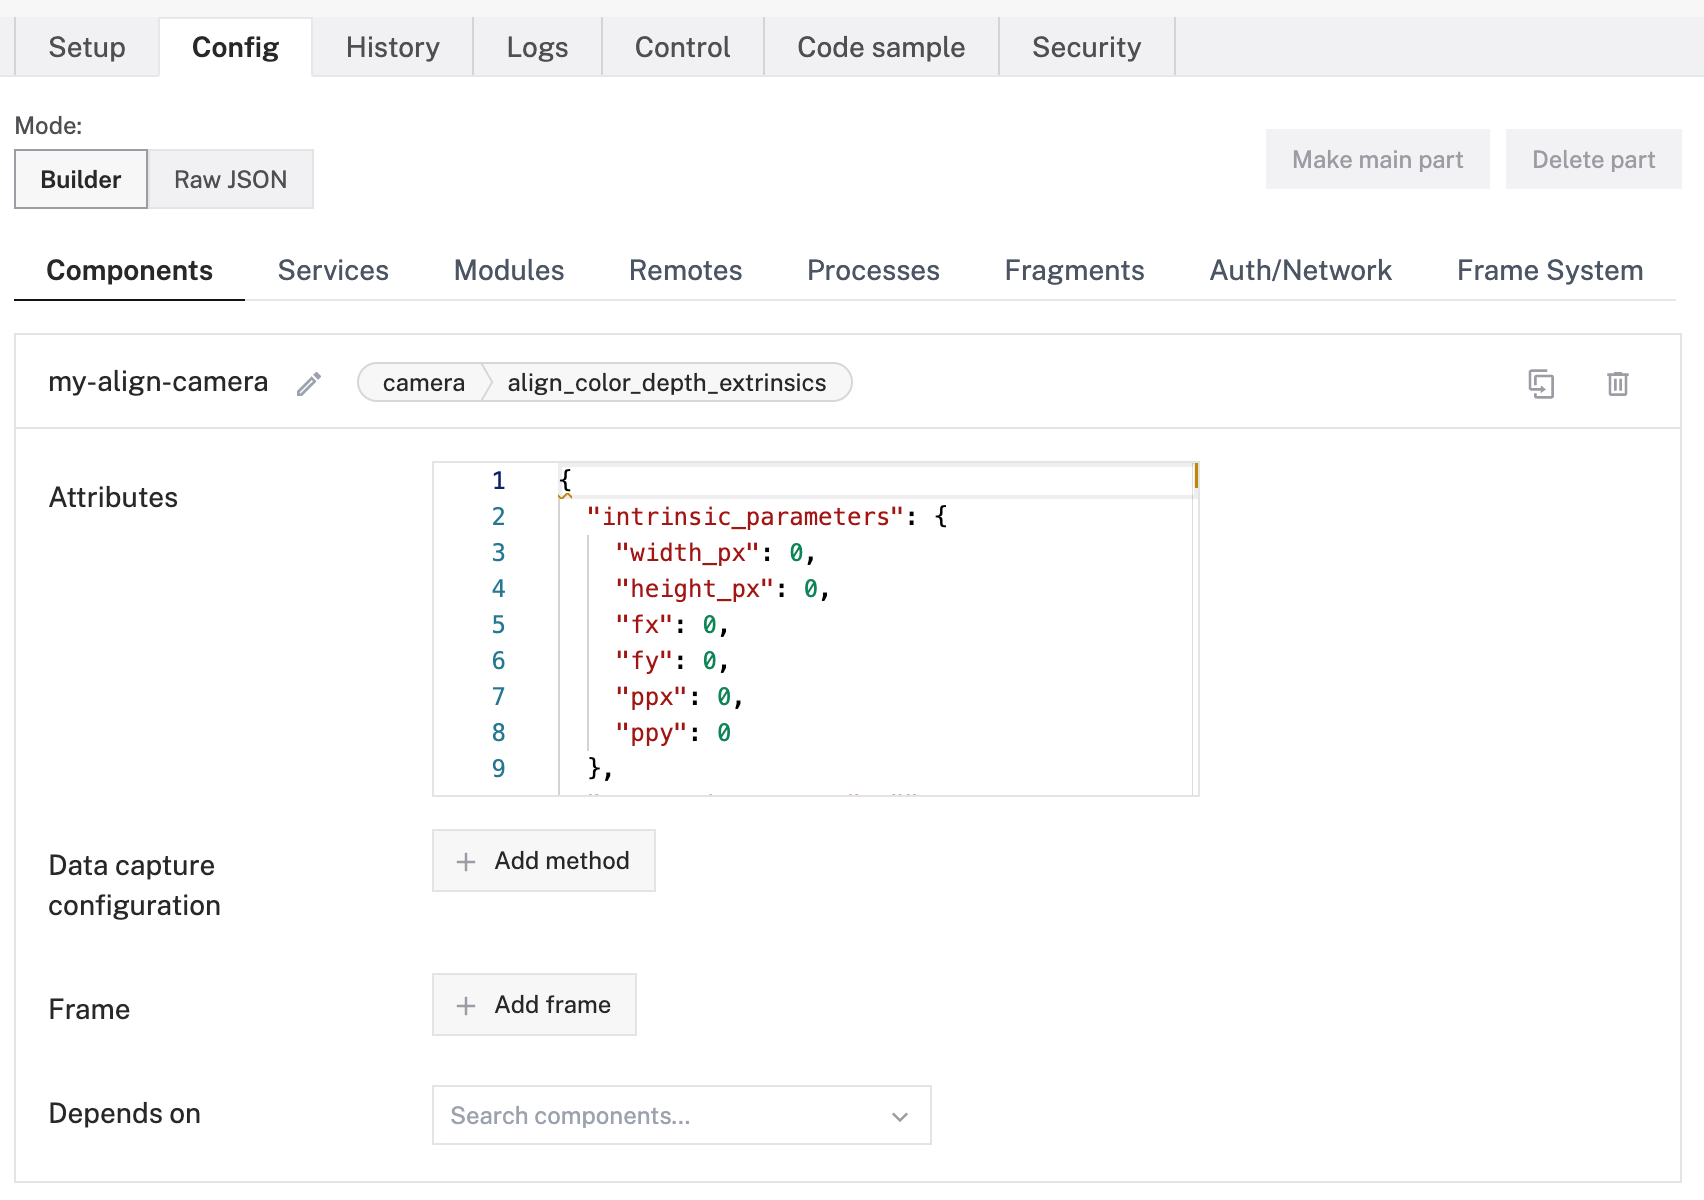 Setup Config History Logs Control Code sample Security
Mode:
Builder Raw JSON Make main part Delete part
Components Services Modules Remotes Processes Fragments Auth/Network Frame System
my-align-camera camera align_color_depth_extrinsics
Attributes
1 {
2 "intrinsic_parameters": {
3 "width_px": 0,
4 "height_px": 0,
5 "fx": 0,
6 "fy": 0,
7 "ppx": 0,
8 "ppy": 0
9 },
Data capture
configuration
+ Add method
Frame
+ Add frame
Depends on
Search components...